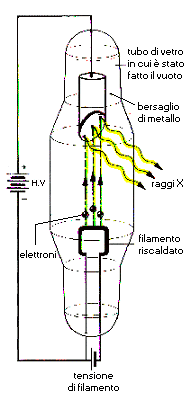 tubo di vetro
in cui è stato
fatto il vuoto
bersaglio
di metallo
H.V
raggi X
elettroni
filamento
riscaldato
tensione
di filamento